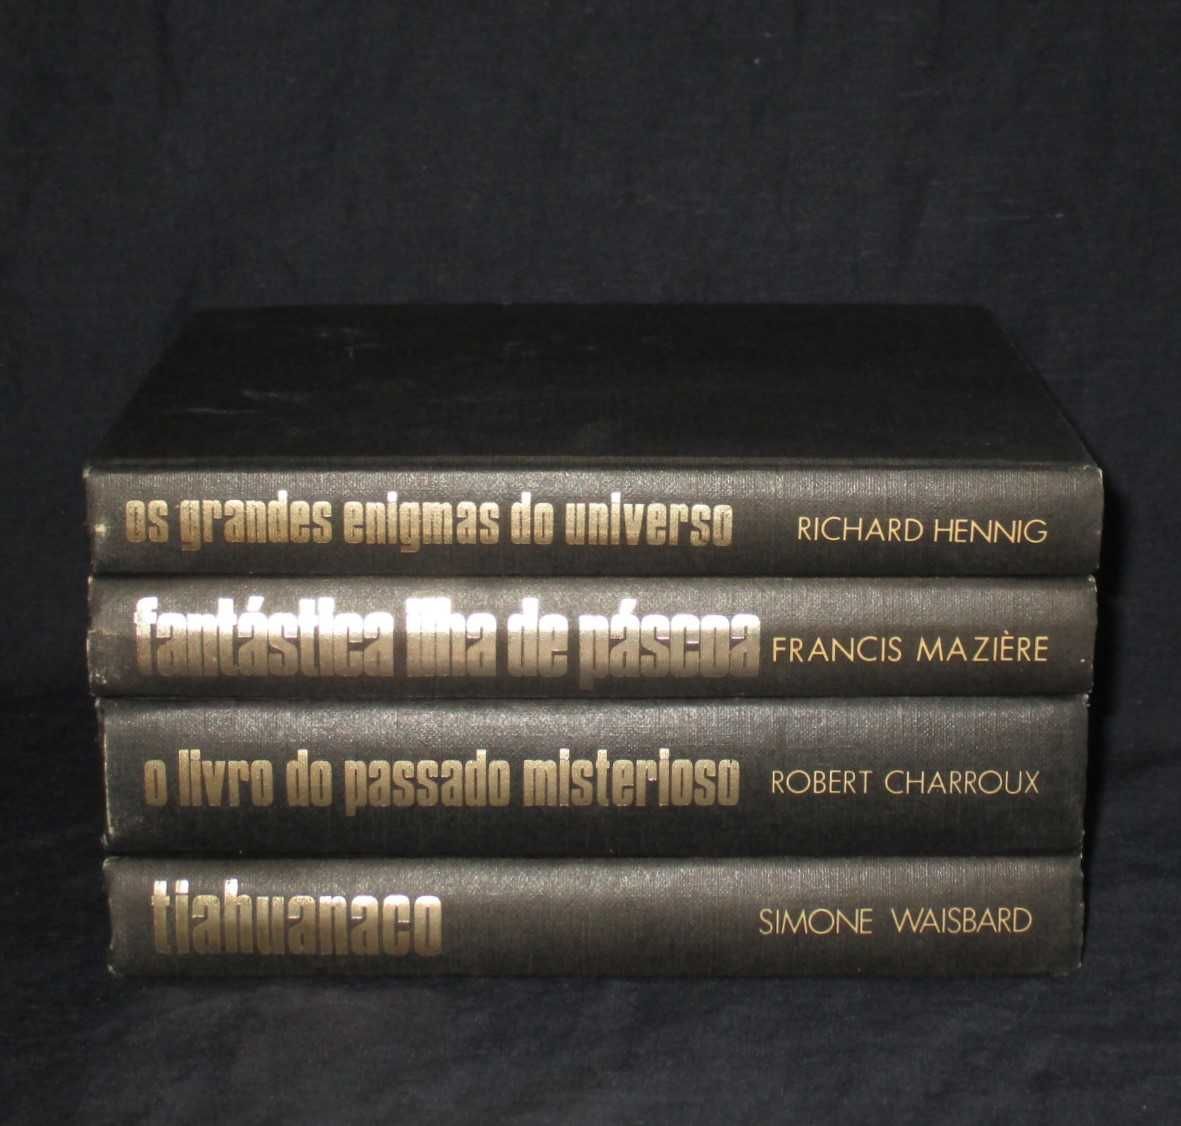 os grandes enigmas do universo RICHARD HENNIG
fantástica ilha de páscoa FRANCIS MAZIÈRE
o livro do passado misterioso ROBERT CHARROUX
tiahuanaco SIMONE WAISBARD